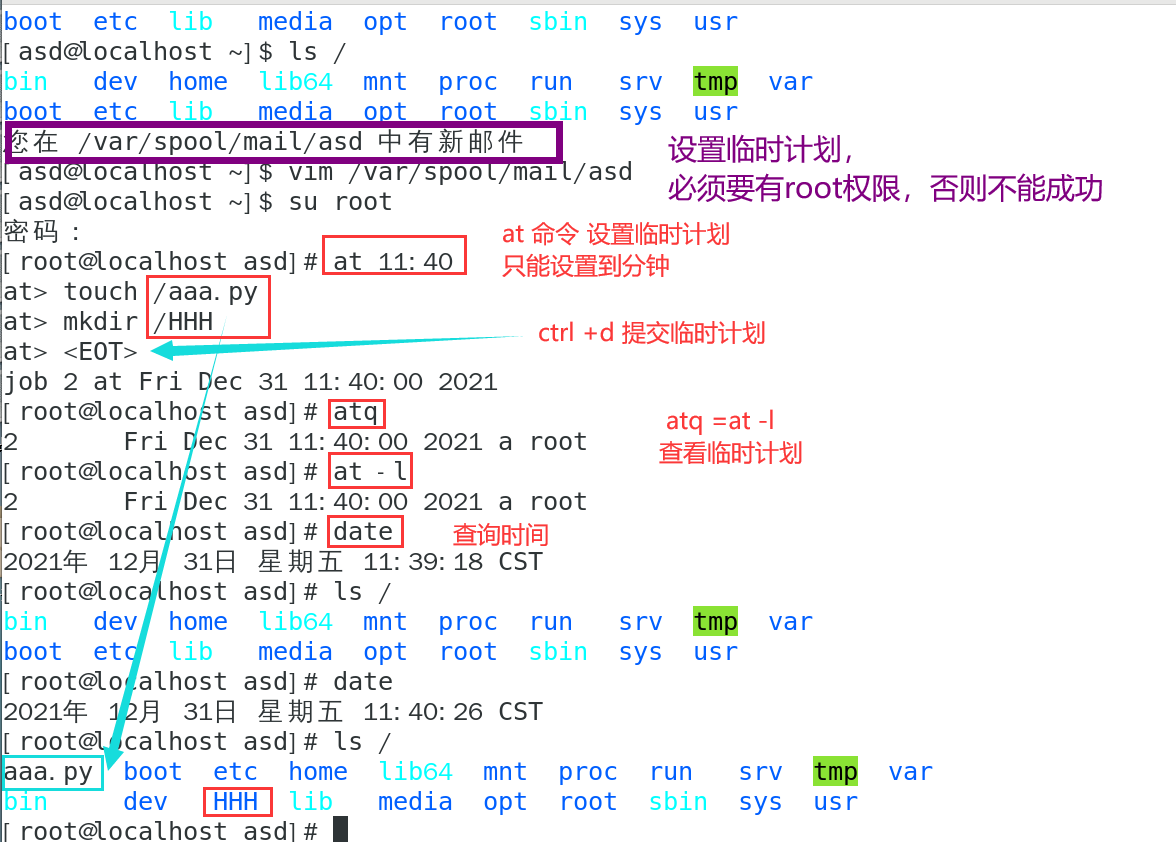 boot etc lib media opt root sbin sys usr
[asd@localhost ~]$ ls /
bin dev home lib64 mnt proc run srv tmp var
boot etc lib media opt root sbin sys usr
您在 /var/spool/mail/asd 中有新邮件
设置临时计划，
[asd@localhost ~]$ vim /var/spool/mail/asd
必须要有root权限，否则不能成功
[asd@localhost ~]$ su root
密码：
at 命令 设置临时计划
[root@localhost asd]# at 11:40
只能设置到分钟
at> touch /aaa.py
at> mkdir /HHH
ctrl +d 提交临时计划
at> <EOT>
job 2 at Fri Dec 31 11:40:00 2021
[root@localhost asd]# atq
atq =at -l
2 Fri Dec 31 11:40:00 2021 a root
查看临时计划
[root@localhost asd]# at -l
2 Fri Dec 31 11:40:00 2021 a root
[root@localhost asd]# date
查询时间
2021年 12月 31日 星期五 11:39:18 CST
[root@localhost asd]# ls /
bin dev home lib64 mnt proc run srv tmp var
boot etc lib media opt root sbin sys usr
[root@localhost asd]# date
2021年 12月 31日 星期五 11:40:26 CST
[root@localhost asd]# ls /
aaa.py boot etc home lib64 mnt proc run srv tmp var
bin dev HHH lib media opt root sbin sys usr
[root@localhost asd]#